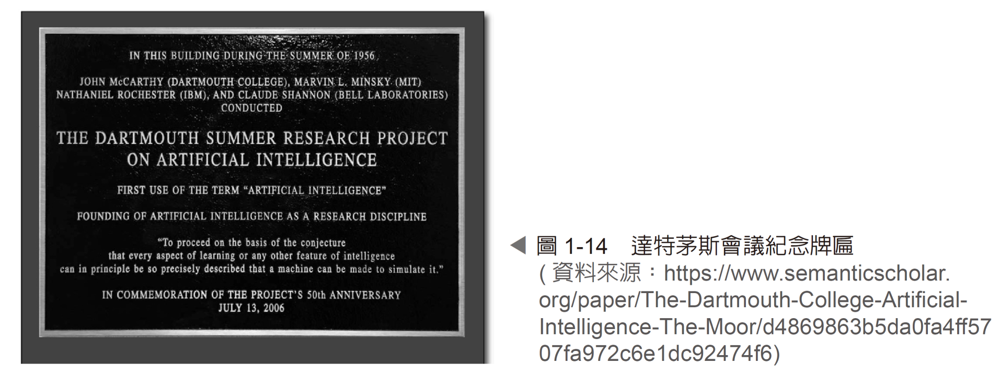 IN THIS BUILDING DURING THE SUMMER OF 1956
JOHN McCARTHY (DARTMOUTH COLLEGE), MARVIN L. MINSKY (MIT)
NATHANIEL ROCHESTER (IBM), AND CLAUDE SHANNON (BELL LABORATORIES)
CONDUCTED
THE DARTMOUTH SUMMER RESEARCH PROJECT
ON ARTIFICIAL INTELLIGENCE
FIRST USE OF THE TERM “ARTIFICIAL INTELLIGENCE”
FOUNDING OF ARTIFICIAL INTELLIGENCE AS A RESEARCH DISCIPLINE
“To proceed on the basis of the conjecture
that every aspect of learning or any other feature of intelligence
can in principle be so precisely described that a machine can be made to simulate it.”
IN COMMEMORATION OF THE PROJECT'S 50th ANNIVERSARY
JULY 13, 2006
◀ 圖 1-14 達特茅斯會議紀念牌匾
( 資料來源：https://www.semanticscholar.
org/paper/The-Dartmouth-College-Artificial-
Intelligence-The-Moor/d4869863b5da0fa4ff57
07fa972c6e1dc92474f6)